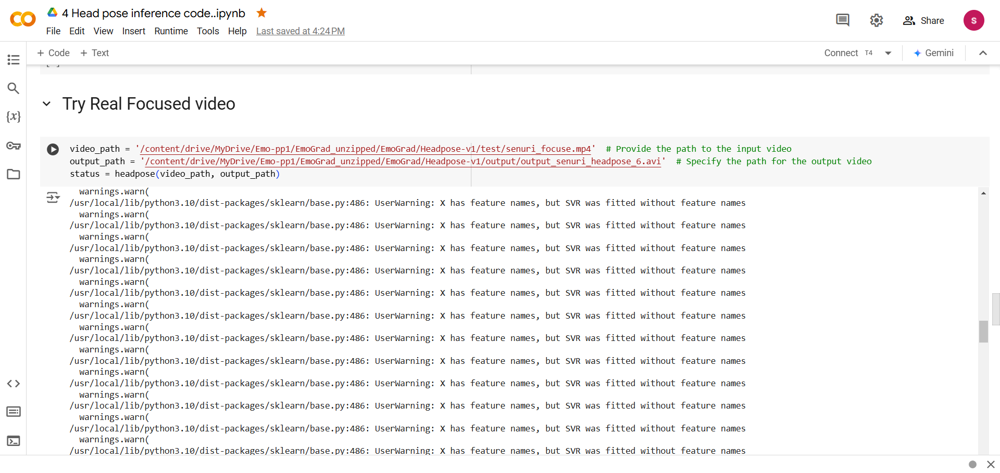 4 Head pose inference code..ipynb
File Edit View Insert Runtime Tools Help Last saved at 4:24 PM
Share
S
+ Code + Text
Connect T4
Gemini
Try Real Focused video
{x}
video_path = '/content/drive/MyDrive/Emo-pp1/EmoGrad_unzipped/EmoGrad/Headpose-v1/test/senuri_focuse.mp4'  # Provide the path to the input video
output_path = '/content/drive/MyDrive/Emo-pp1/EmoGrad_unzipped/EmoGrad/Headpose-v1/output/output_senuri_headpose_6.avi'  # Specify the path for the output video
status = headpose(video_path, output_path)
warnings.warn(
/usr/local/lib/python3.10/dist-packages/sklearn/base.py:486: UserWarning: X has feature names, but SVR was fitted without feature names
warnings.warn(
/usr/local/lib/python3.10/dist-packages/sklearn/base.py:486: UserWarning: X has feature names, but SVR was fitted without feature names
warnings.warn(
/usr/local/lib/python3.10/dist-packages/sklearn/base.py:486: UserWarning: X has feature names, but SVR was fitted without feature names
warnings.warn(
/usr/local/lib/python3.10/dist-packages/sklearn/base.py:486: UserWarning: X has feature names, but SVR was fitted without feature names
warnings.warn(
/usr/local/lib/python3.10/dist-packages/sklearn/base.py:486: UserWarning: X has feature names, but SVR was fitted without feature names
warnings.warn(
/usr/local/lib/python3.10/dist-packages/sklearn/base.py:486: UserWarning: X has feature names, but SVR was fitted without feature names
warnings.warn(
/usr/local/lib/python3.10/dist-packages/sklearn/base.py:486: UserWarning: X has feature names, but SVR was fitted without feature names
warnings.warn(
/usr/local/lib/python3.10/dist-packages/sklearn/base.py:486: UserWarning: X has feature names, but SVR was fitted without feature names
warnings.warn(
/usr/local/lib/python3.10/dist-packages/sklearn/base.py:486: UserWarning: X has feature names, but SVR was fitted without feature names
warnings.warn(
/usr/local/lib/python3.10/dist-packages/sklearn/base.py:486: UserWarning: X has feature names, but SVR was fitted without feature names
warnings.warn(
/usr/local/lib/python3.10/dist-packages/sklearn/base.py:486: UserWarning: X has feature names, but SVR was fitted without feature names
warnings.warn(
/usr/local/lib/python3.10/dist-packages/sklearn/base.py:486: UserWarning: X has feature names, but SVR was fitted without feature names